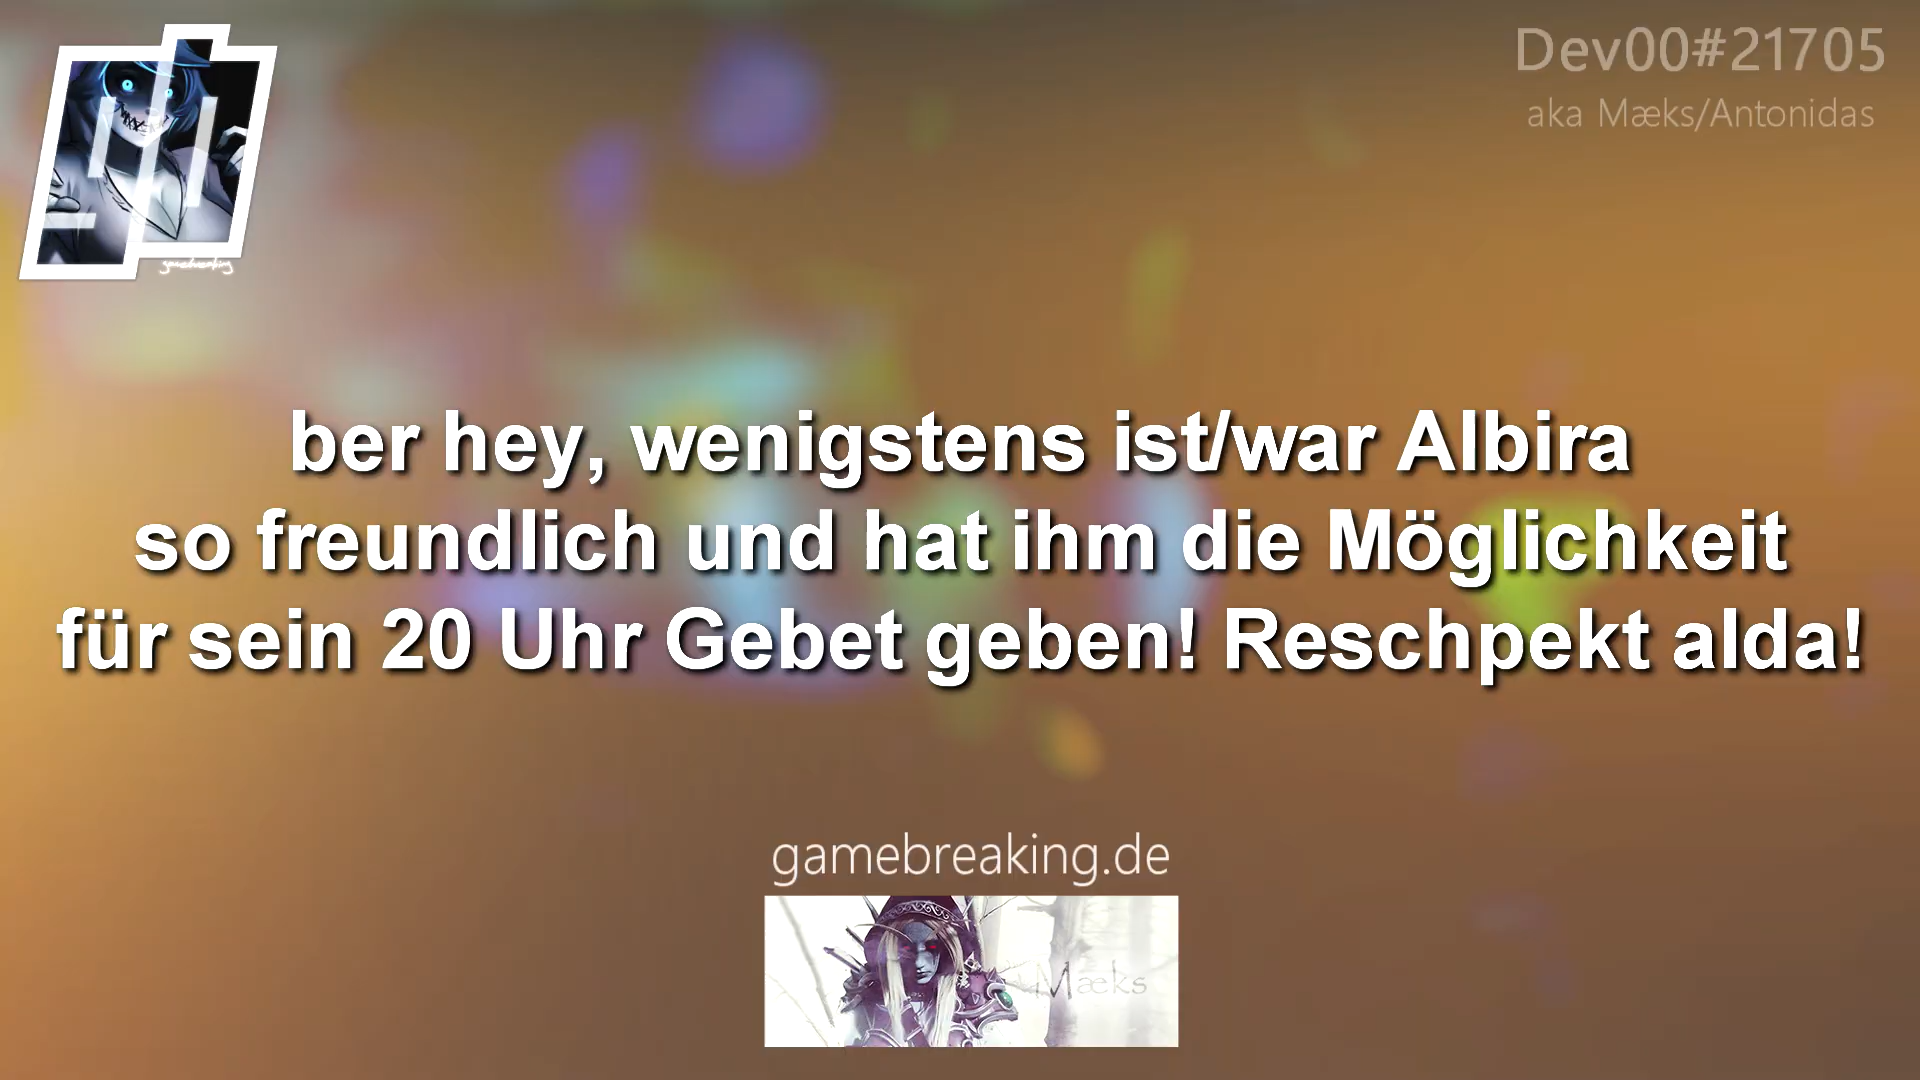 Dev00#21705
aka Mæks/Antonidas
gamebreaking
ber hey, wenigstens ist/war Albira
so freundlich und hat ihm die Möglichkeit
für sein 20 Uhr Gebet geben! Reschpekt alda!
gamebreaking.de
Mæks